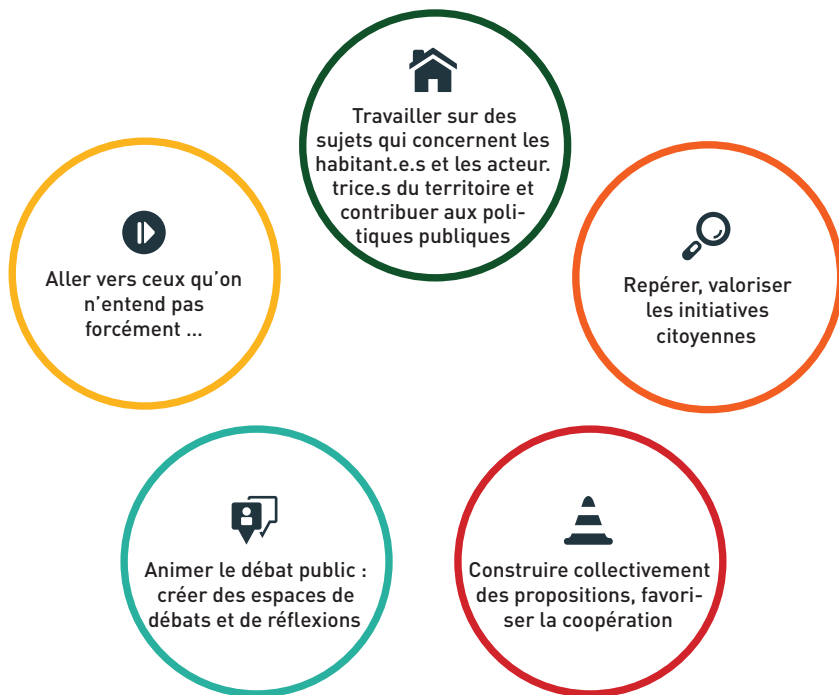 Travailler sur des
sujets qui concernent les
habitant.e.s et les acteur.
trice.s du territoire et
contribuer aux poli-
tiques publiques
Aller vers ceux qu’on
n’entend pas
forcément ...
Repérer, valoriser
les initiatives
citoyennes
Animer le débat public :
créer des espaces de
débats et de réflexions
Construire collectivement
des propositions, favori-
ser la coopération